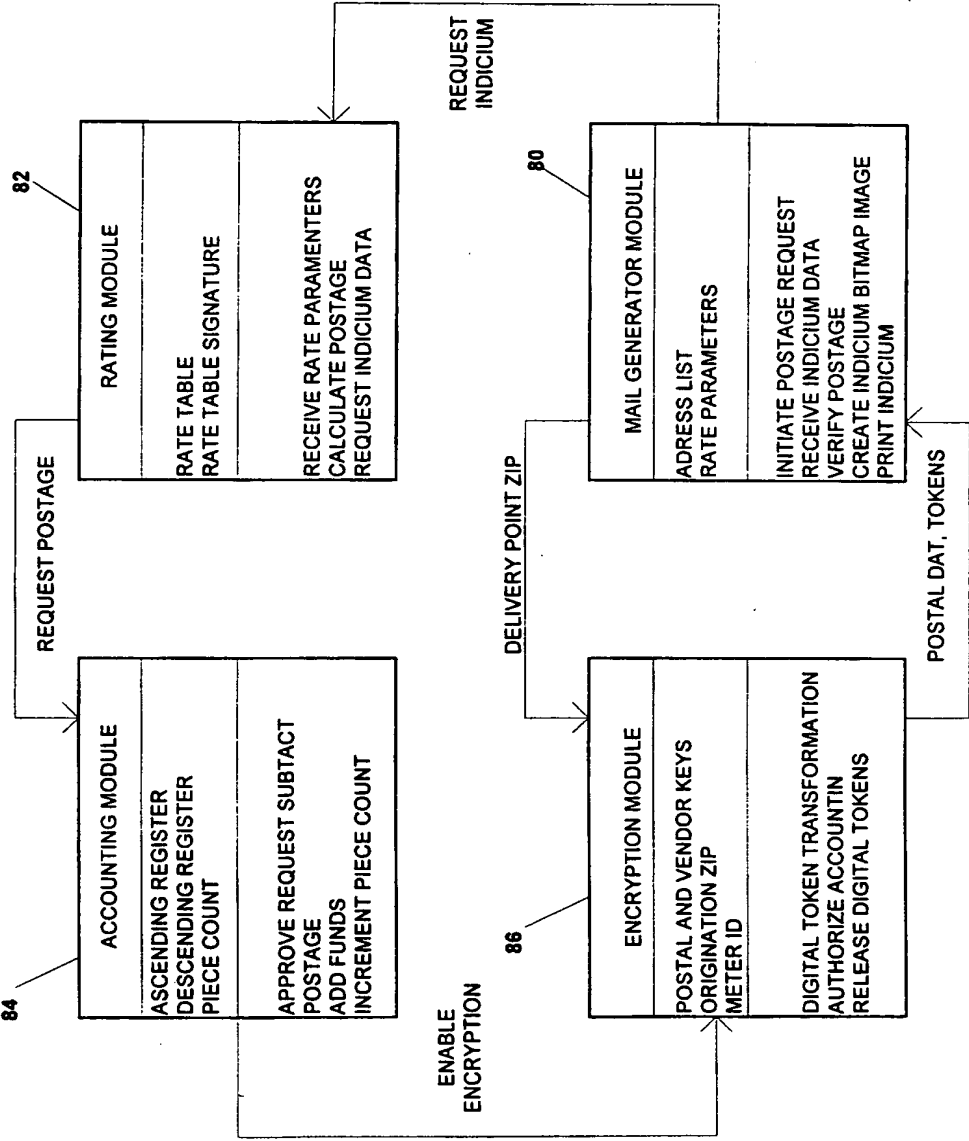 84
ACCOUNTING MODULE
ASCENDING REGISTER
DESCENDING REGISTER
PIECE COUNT
APPROVE REQUEST SUBTACT
POSTAGE
ADD FUNDS
INCREMENT PIECE COUNT
REQUEST POSTAGE
82
RATING MODULE
RATE TABLE
RATE TABLE SIGNATURE
RECEIVE RATE PARAMENTERS
CALCULATE POSTAGE
REQUEST INDICIUM DATA
ENABLE
ENCRYPTION
REQUEST
INDICIUM
86
ENCRYPTION MODULE
POSTAL AND VENDOR KEYS
ORIGINATION ZIP
METER ID
DIGITAL TOKEN TRANSFORMATION
AUTHORIZE ACCOUNTIN
RELEASE DIGITAL TOKENS
DELIVERY POINT ZIP
80
MAIL GENERATOR MODULE
ADRESS LIST
RATE PARAMETERS
INITIATE POSTAGE REQUEST
RECEIVE INDICIUM DATA
VERIFY POSTAGE
CREATE INDICIUM BITMAP IMAGE
PRINT INDICIUM
POSTAL DAT, TOKENS